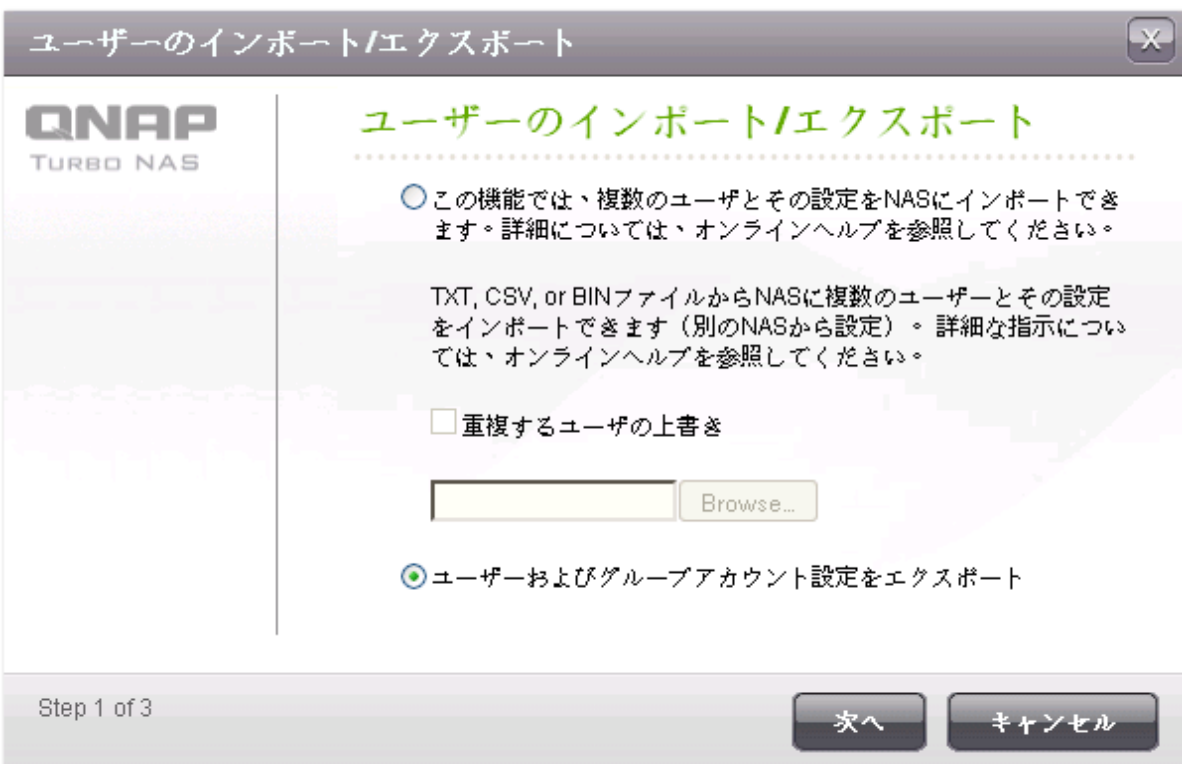 ユーザーのインポート/エクスポート
X
QNAP
TURBO NAS
ユーザーのインポート/エクスポート
この機能では、複数のユーザとその設定をNASにインポートでき
ます。詳細については、オンラインヘルプを参照してください。
TXT, CSV, or BINファイルからNASに複数のユーザーとその設定
をインポートできます（別のNASから設定）。 詳細な指示につい
ては、オンラインヘルプを参照してください。
重複するユーザの上書き
Browse...
ユーザーおよびグループアカウント設定をエクスポート
Step 1 of 3
次へ
キャンセル